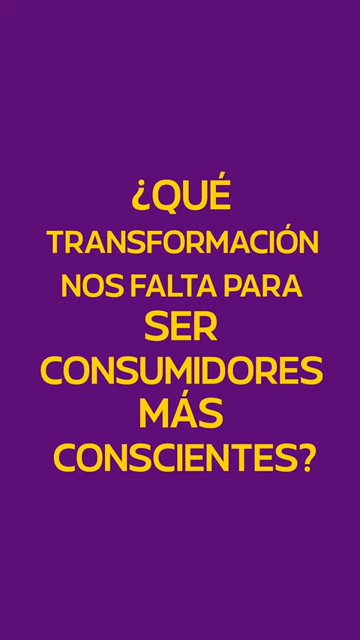 ¿QUÉ
TRANSFORMACIÓN
NOS FALTA PARA
SER
CONSUMIDORES
MÁS
CONSCIENTES?